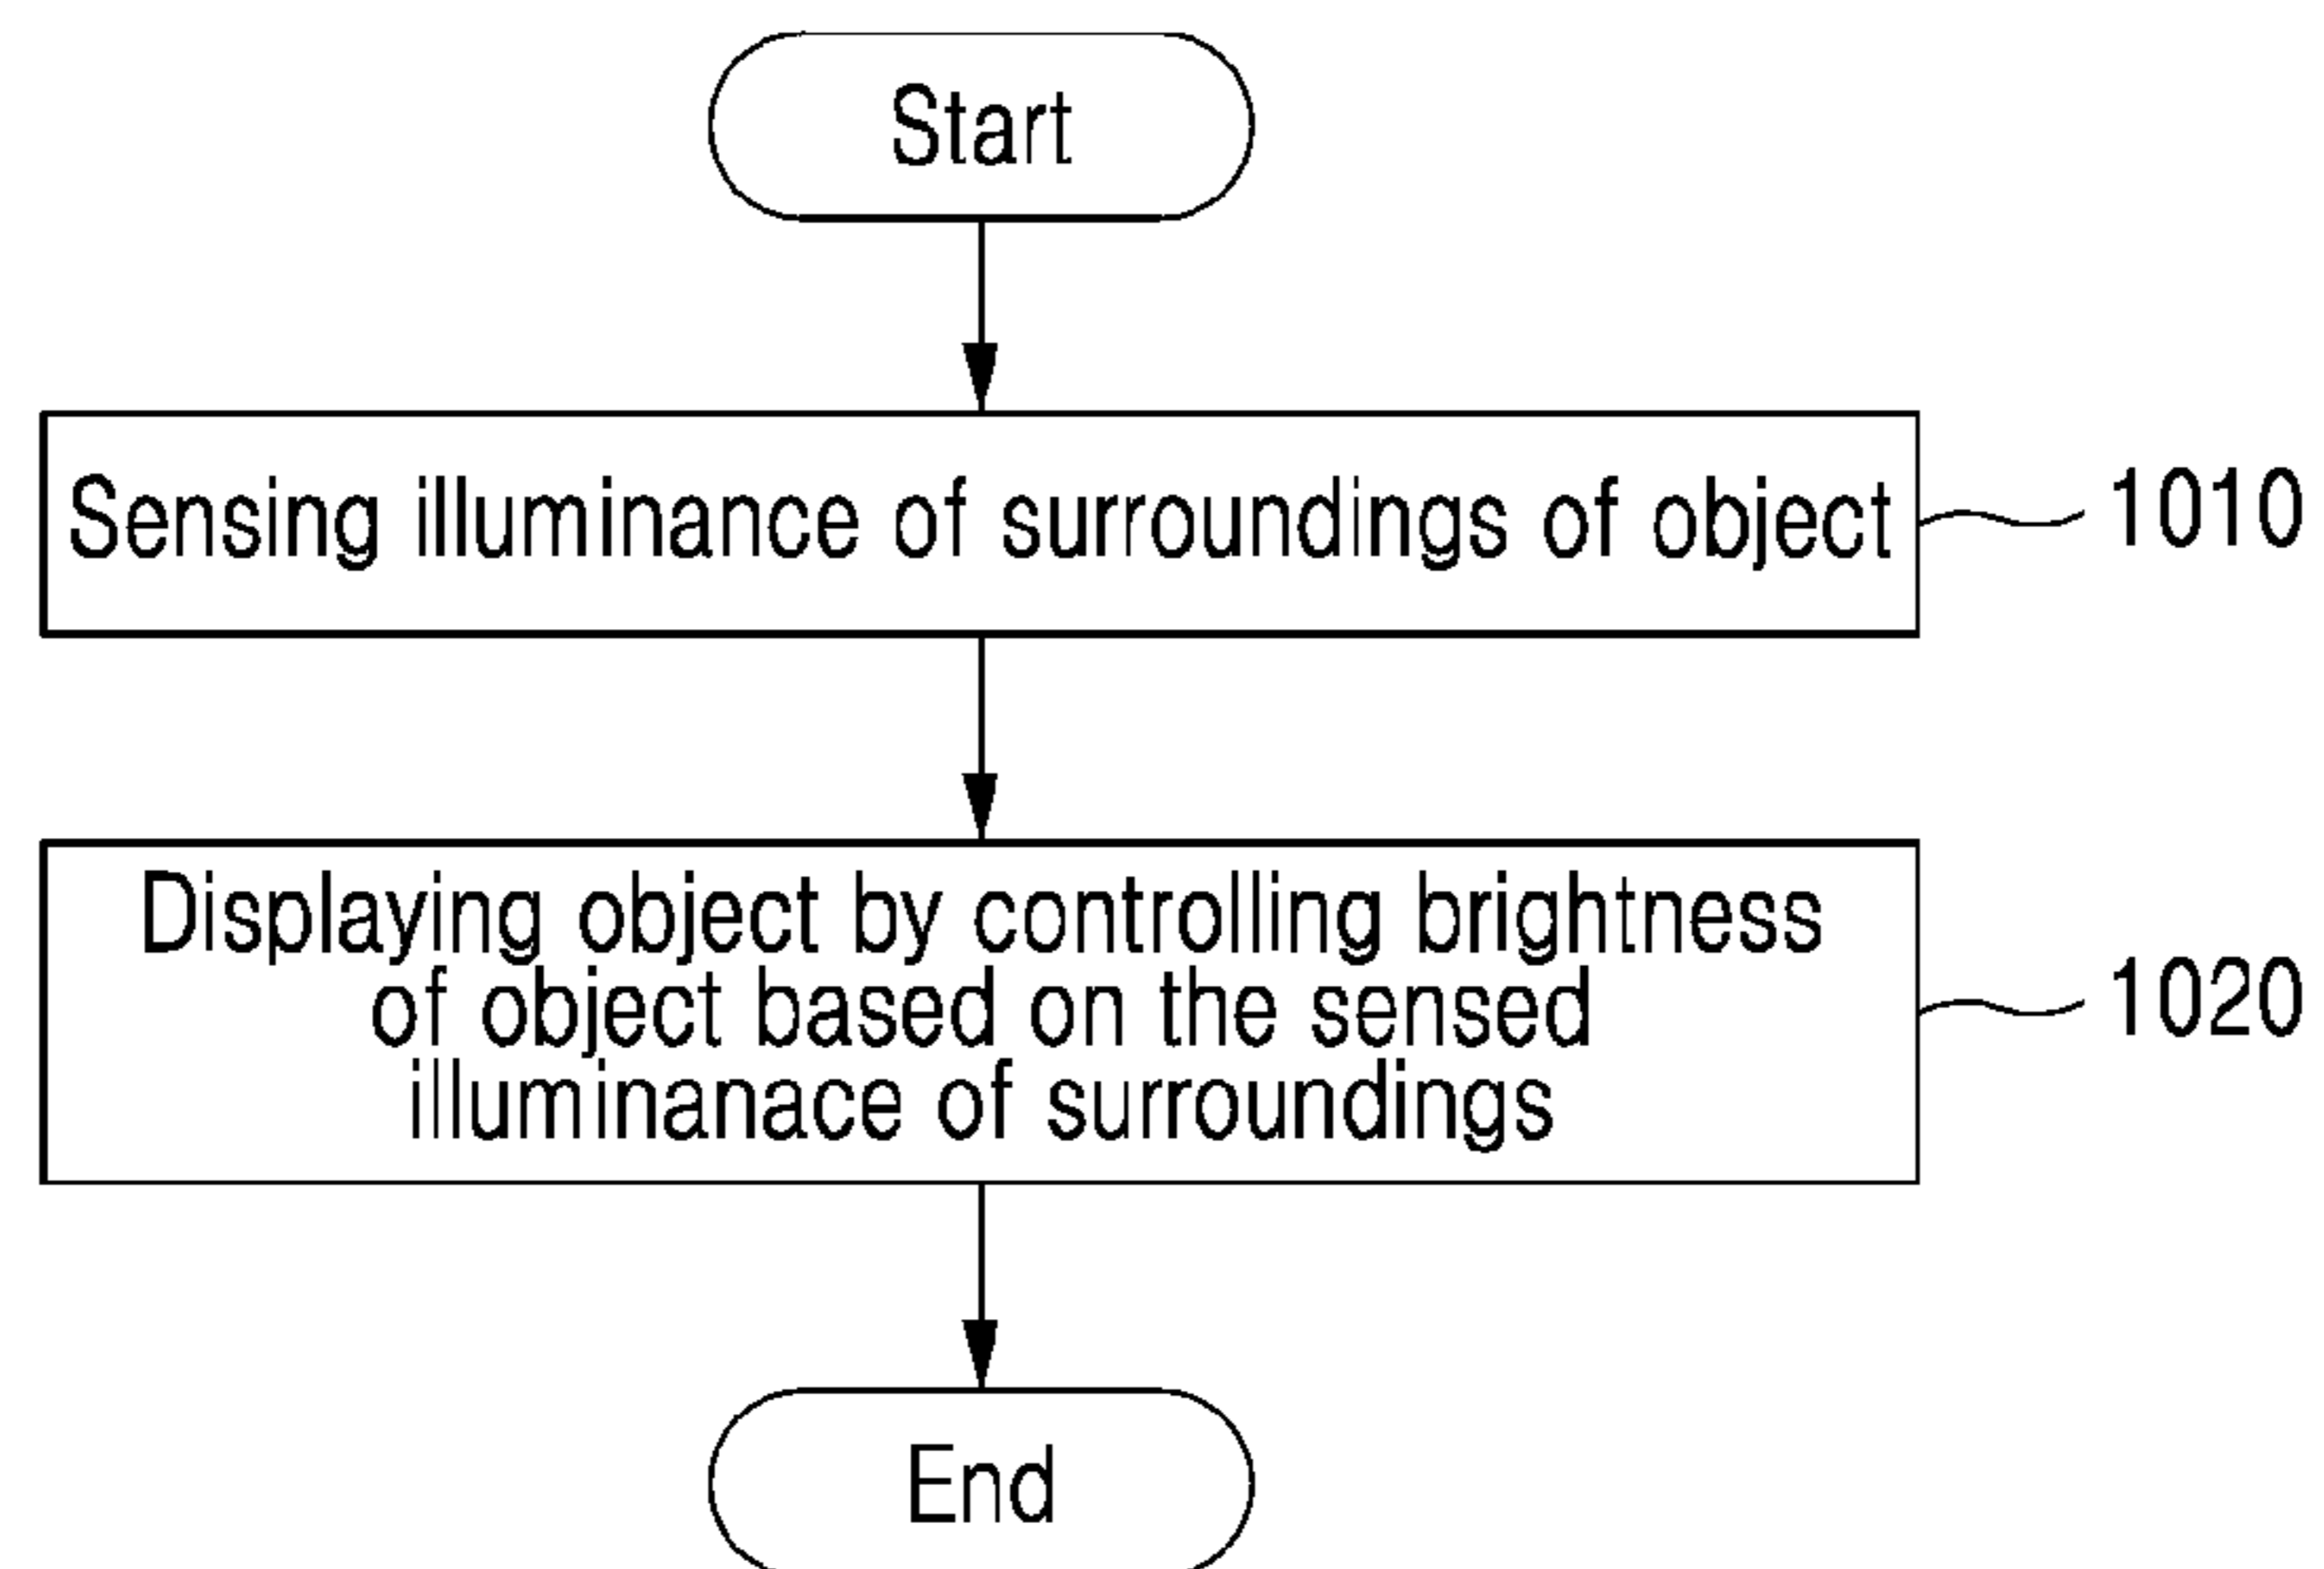 Start
Sensing illuminance of surroundings of object
1010
Displaying object by controlling brightness
of object based on the sensed
illuminanace of surroundings
1020
End